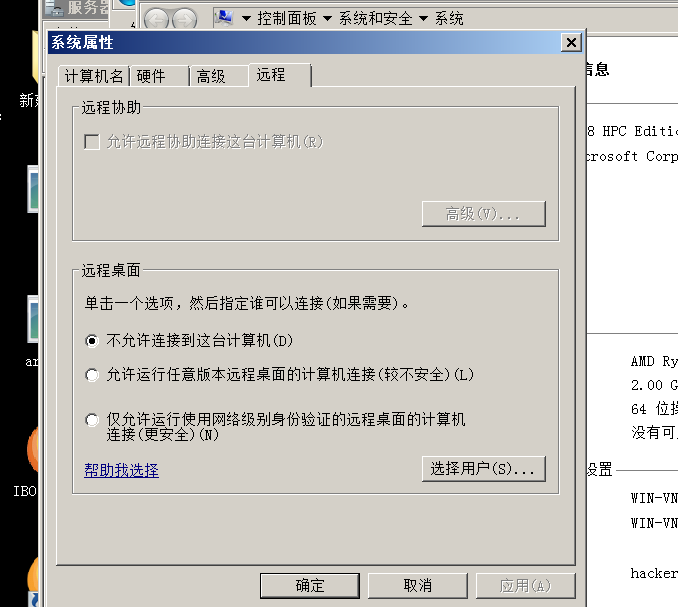 服务器
控制面板 系统和安全 系统
系统属性
计算机名 硬件 高级 远程
信息
远程协助
新建
8 HPC Editio
允许远程协助连接这台计算机(R)
crosoft Corp
高级(V)...
远程桌面
单击一个选项，然后指定谁可以连接(如果需要)。
不允许连接到这台计算机(D)
ar
AMD Ry
允许运行任意版本远程桌面的计算机连接(较不安全)(L)
2.00 G
64 位操
仅允许运行使用网络级别身份验证的远程桌面的计算机
连接(更安全)(N)
没有可
帮助我选择
选择用户(S)...
设置
IBO
WIN-VN
WIN-VN
hacker
确定 取消 应用(A)